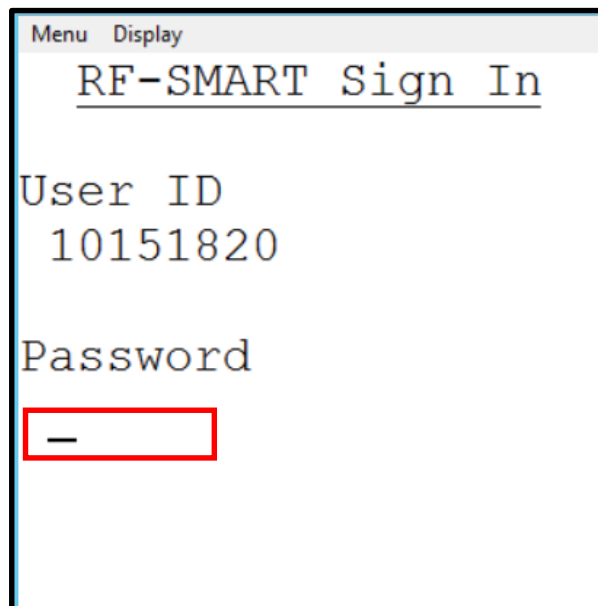 Menu Display
RF-SMART Sign In
User ID
10151820
Password
_